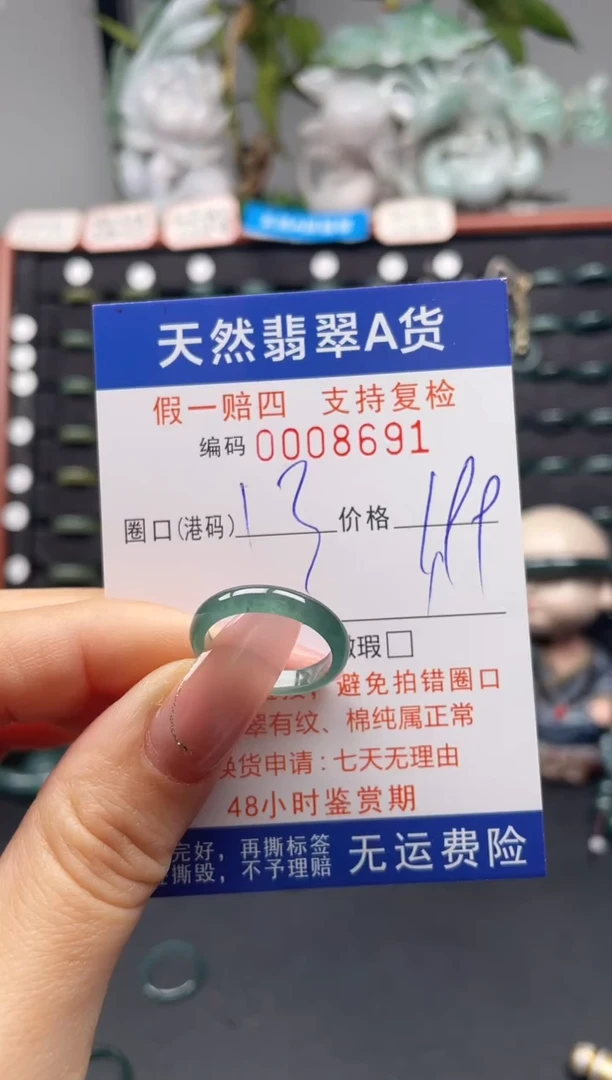 天然翡翠A货
假一赔四 支持复检
编码 0008691
圈口(港码) 13 价格
瑕□
避免拍错圈口
翠有纹、棉纯属正常
换货申请：七天无理由
48小时鉴赏期
完好，再撕标签
撕毁，不予理赔
无运费险